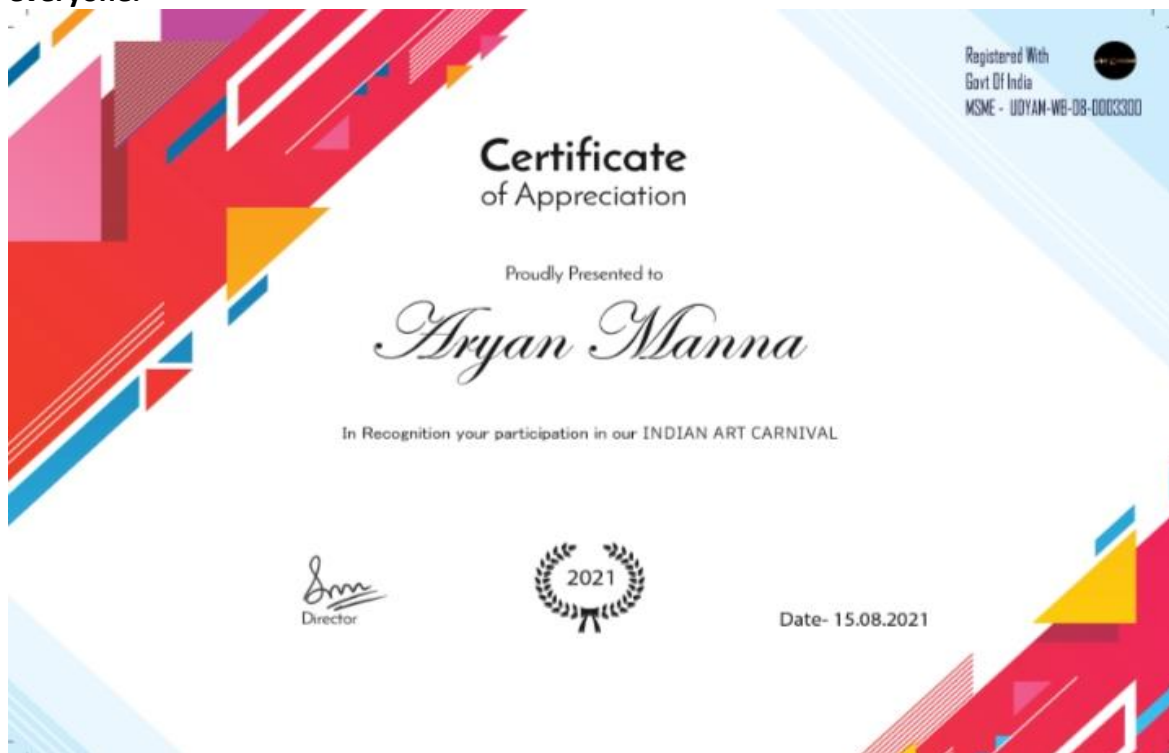 everyone.
Registered With
Govt Of India
MSME - UDYAM-WB-08-0003300
Certificate
of Appreciation
Proudly Presented to
Aryan Manna
In Recognition your participation in our INDIAN ART CARNIVAL
2021
Director
Date- 15.08.2021